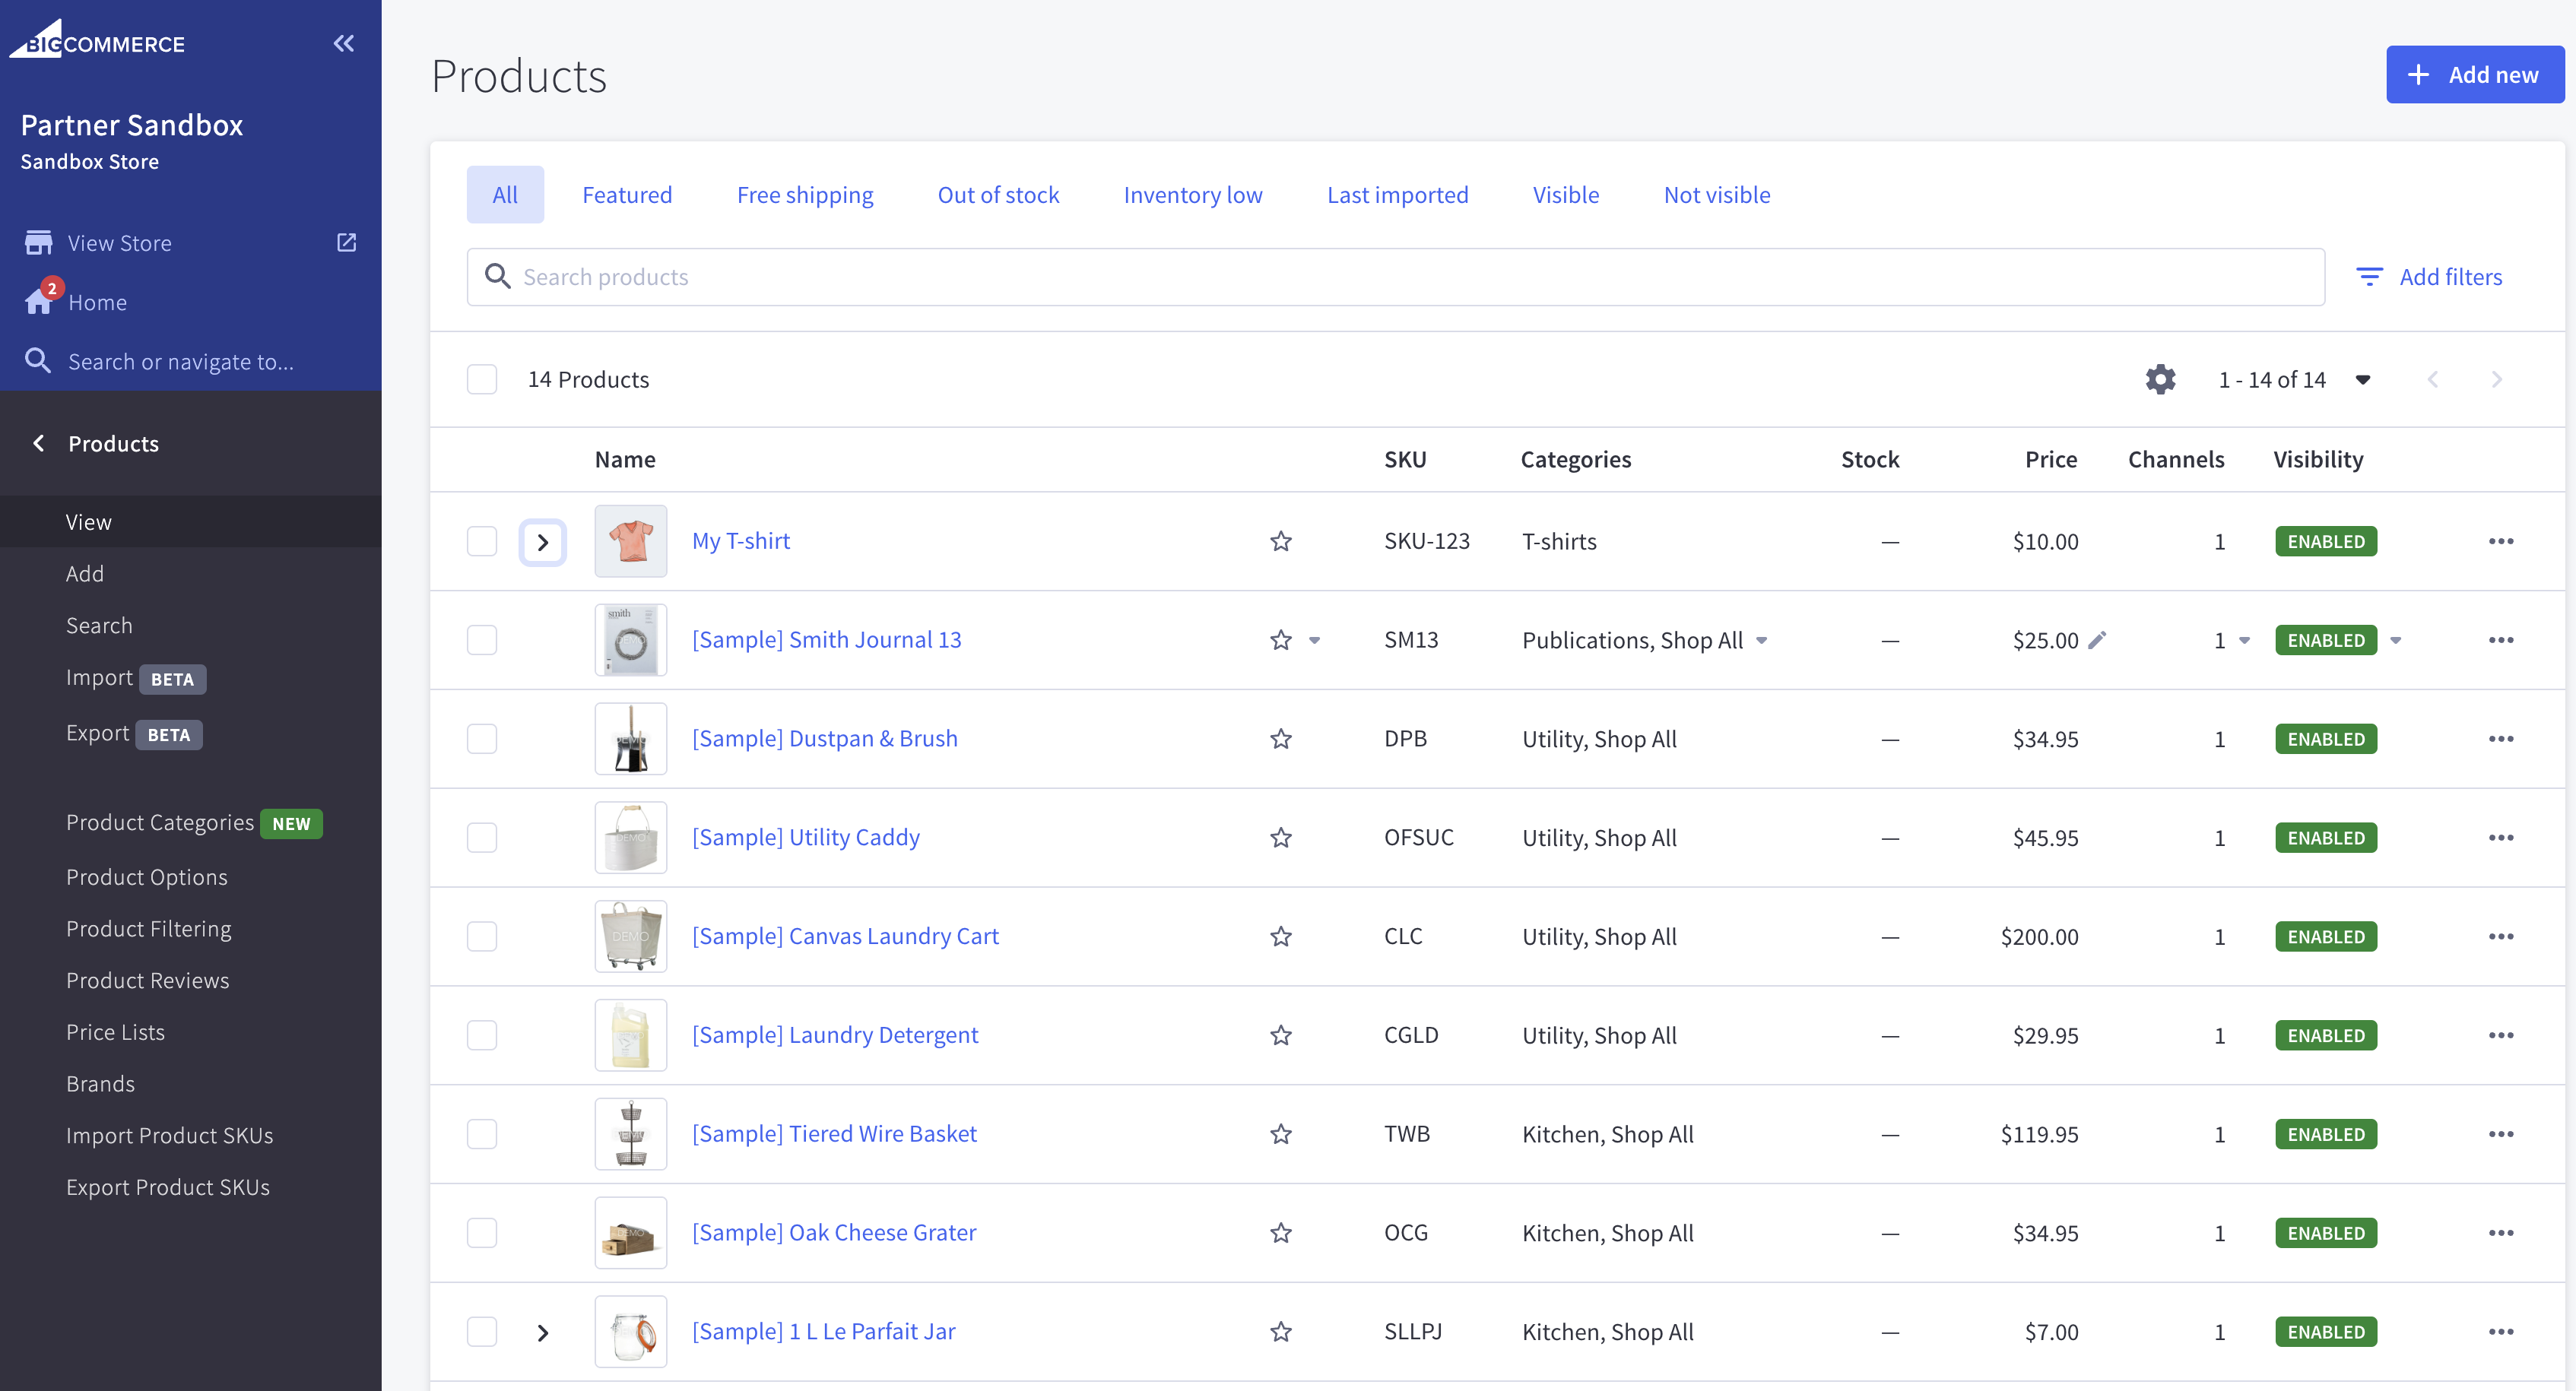 BIGCOMMERCE
Partner Sandbox
Sandbox Store
View Store
2
Home
Search or navigate to...
Products
View
Add
Search
Import BETA
Export BETA
Product Categories NEW
Product Options
Product Filtering
Product Reviews
Price Lists
Brands
Import Product SKUs
Export Product SKUs
Products
Add new
All Featured Free shipping Out of stock Inventory low Last imported Visible Not visible
Search products Add filters
14 Products 1 - 14 of 14
Name SKU Categories Stock Price Channels Visibility
My T-shirt SKU-123 T-shirts — $10.00 1 ENABLED
smith
[Sample] Smith Journal 13 SM13 Publications, Shop All — $25.00 1 ENABLED
[Sample] Dustpan & Brush DPB Utility, Shop All — $34.95 1 ENABLED
DEMO
[Sample] Utility Caddy OFSUC Utility, Shop All — $45.95 1 ENABLED
DEMO
[Sample] Canvas Laundry Cart CLC Utility, Shop All — $200.00 1 ENABLED
[Sample] Laundry Detergent CGLD Utility, Shop All — $29.95 1 ENABLED
[Sample] Tiered Wire Basket TWB Kitchen, Shop All — $119.95 1 ENABLED
DEMO
[Sample] Oak Cheese Grater OCG Kitchen, Shop All — $34.95 1 ENABLED
[Sample] 1 L Le Parfait Jar SLLPJ Kitchen, Shop All — $7.00 1 ENABLED